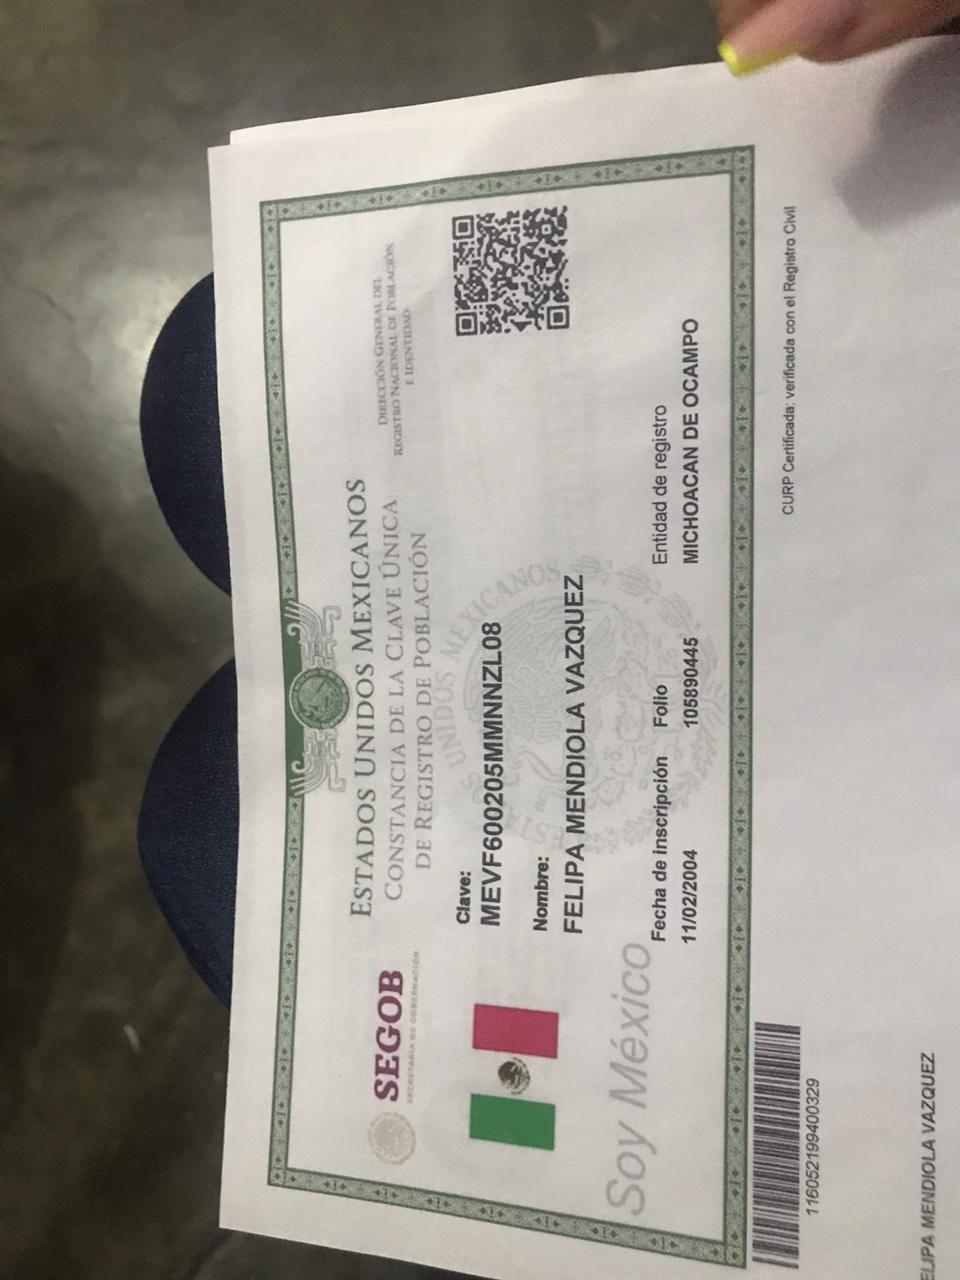 SEGOB
SECRETARÍA DE GOBERNACIÓN
ESTADOS UNIDOS MEXICANOS
CONSTANCIA DE LA CLAVE ÚNICA
DE REGISTRO DE POBLACIÓN
DIRECCIÓN GENERAL DEL
REGISTRO NACIONAL DE POBLACIÓN
E IDENTIDAD
Clave:
MEVF600205MMNNZL08
Nombre:
FELIPA MENDIOLA VAZQUEZ
UNIDOS MEXICANOS
Soy México
Fecha de inscripción Folio Entidad de registro
11/02/2004 105890445 MICHOACAN DE OCAMPO
116052199400329
CURP Certificada: verificada con el Registro Civil
ELIPA MENDIOLA VAZQUEZ